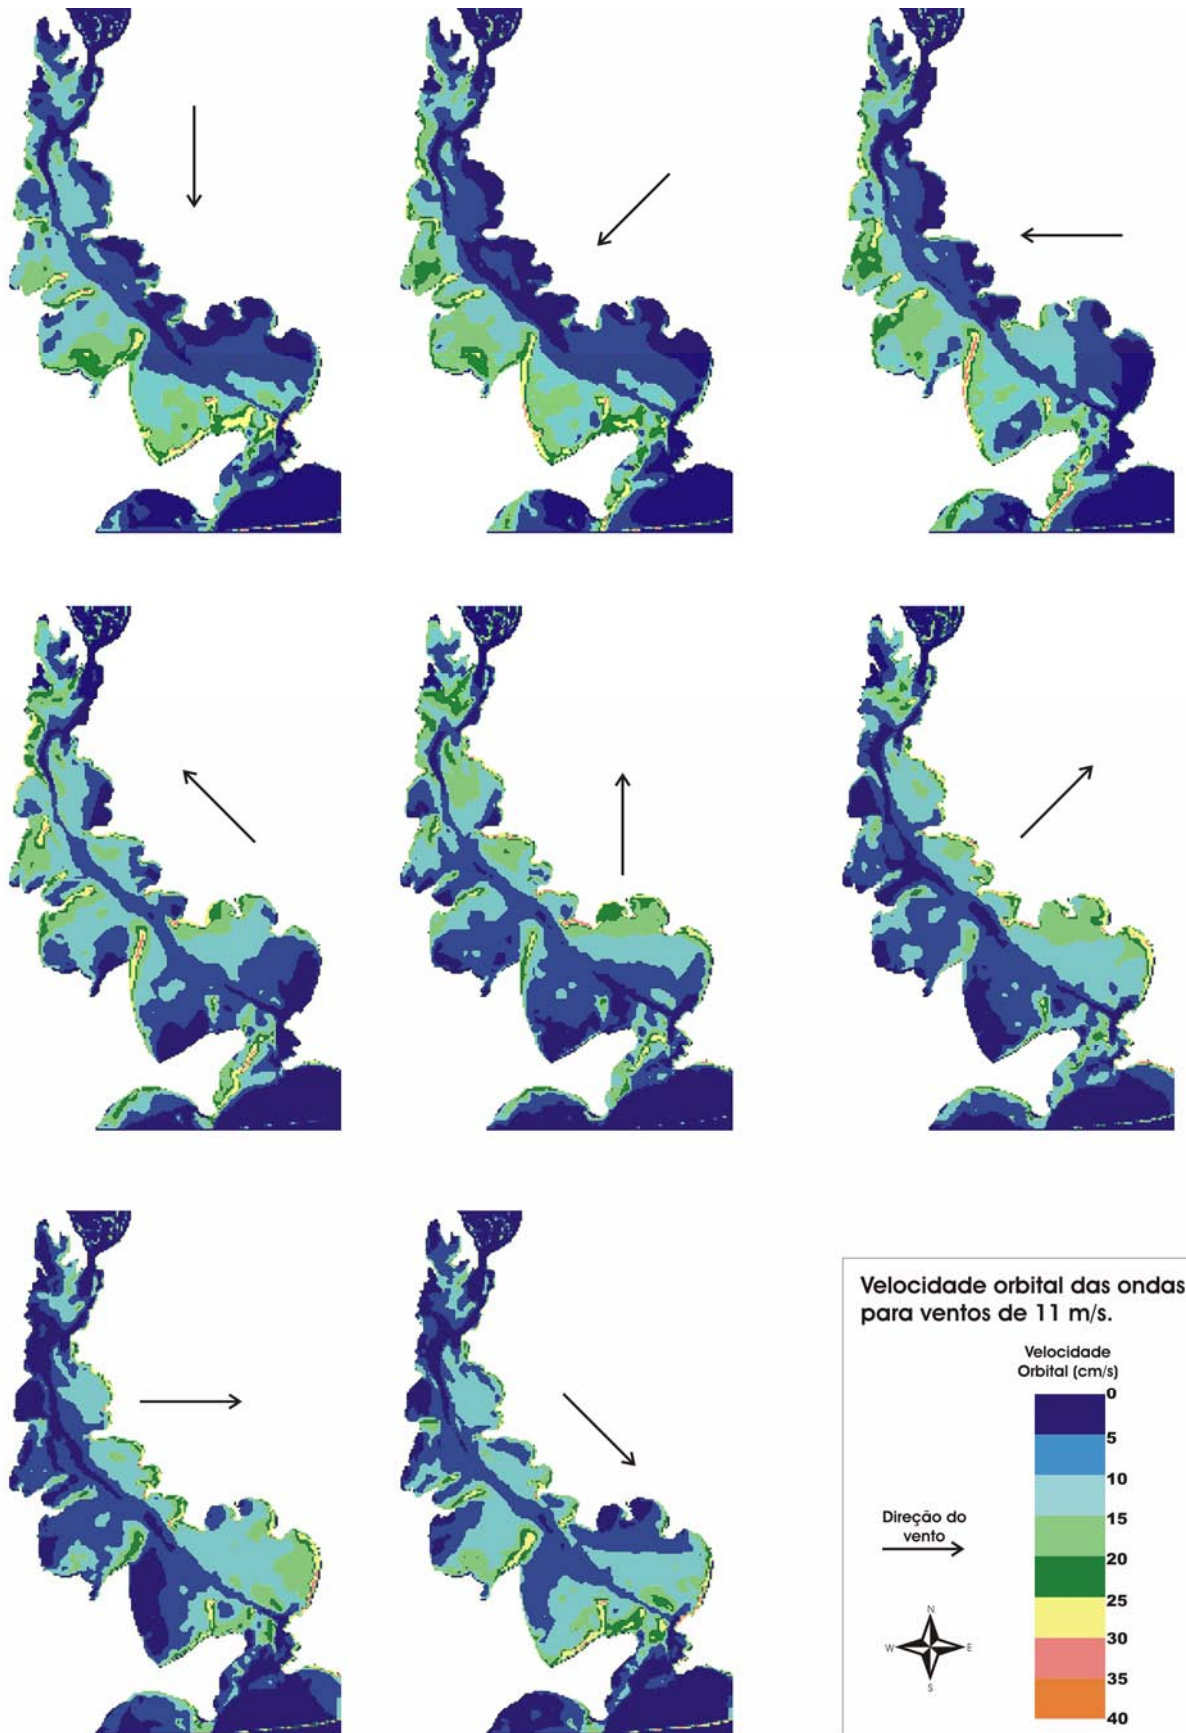 Velocidade orbital das ondas
para ventos de 11 m/s.
Velocidade
Orbital (cm/s)
0
5
10
15
20
25
30
35
40
Direção do
vento
N
W
E
S